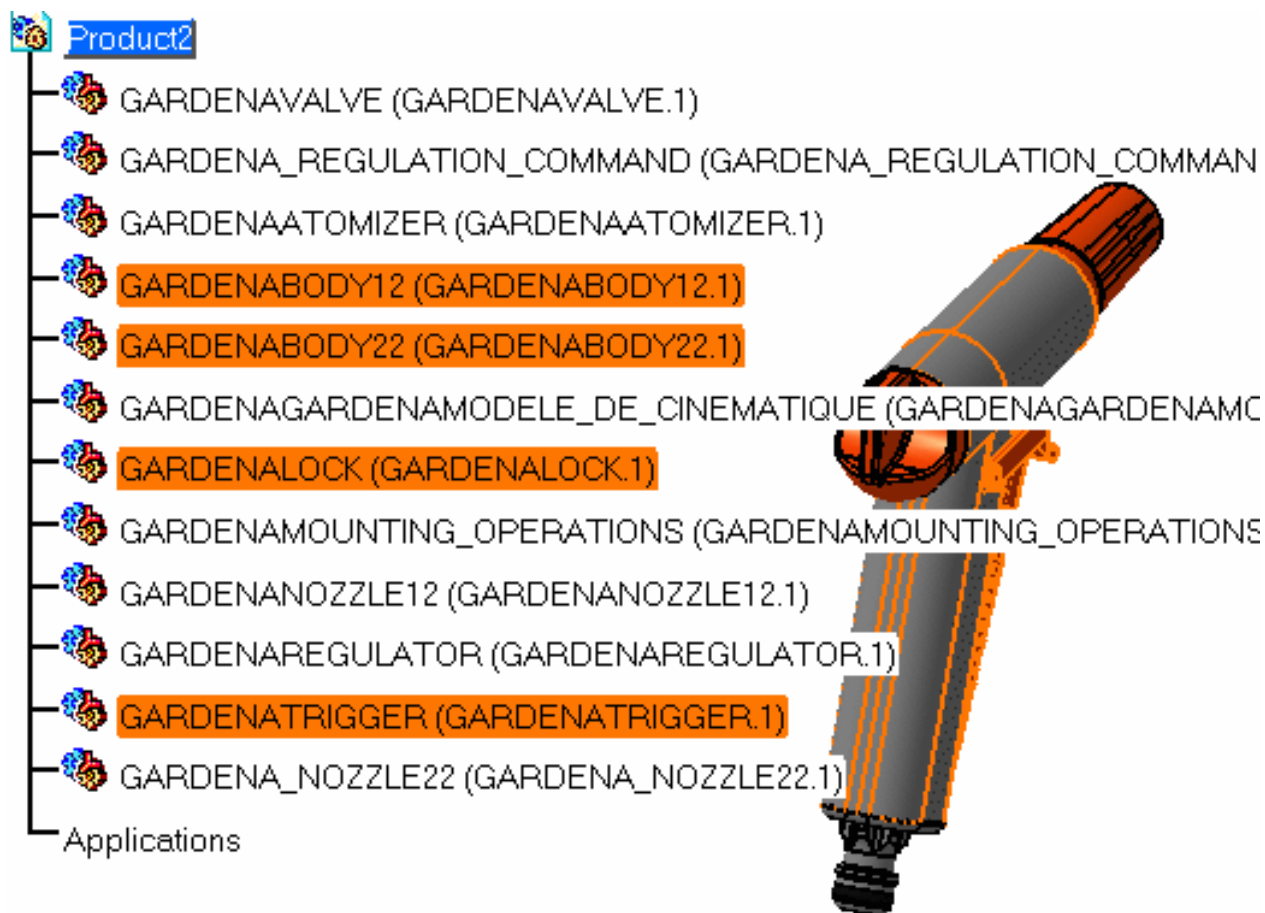 Product2
GARDENAVALVE (GARDENAVALVE.1)
GARDENA_REGULATION_COMMAND (GARDENA_REGULATION_COMMAN
GARDENAATOMIZER (GARDENAATOMIZER.1)
GARDENABODY12 (GARDENABODY12.1)
GARDENABODY22 (GARDENABODY22.1)
GARDENAGARDENAMODELE_DE_CINEMATIQUE (GARDENAGARDENAMO
GARDENALOCK (GARDENALOCK.1)
GARDENAMOUNTING_OPERATIONS (GARDENAMOUNTING_OPERATIONS
GARDENANOZZLE12 (GARDENANOZZLE12.1)
GARDENAREGULATOR (GARDENAREGULATOR.1)
GARDENATRIGGER (GARDENATRIGGER.1)
GARDENA_NOZZLE22 (GARDENA_NOZZLE22.1)
Applications